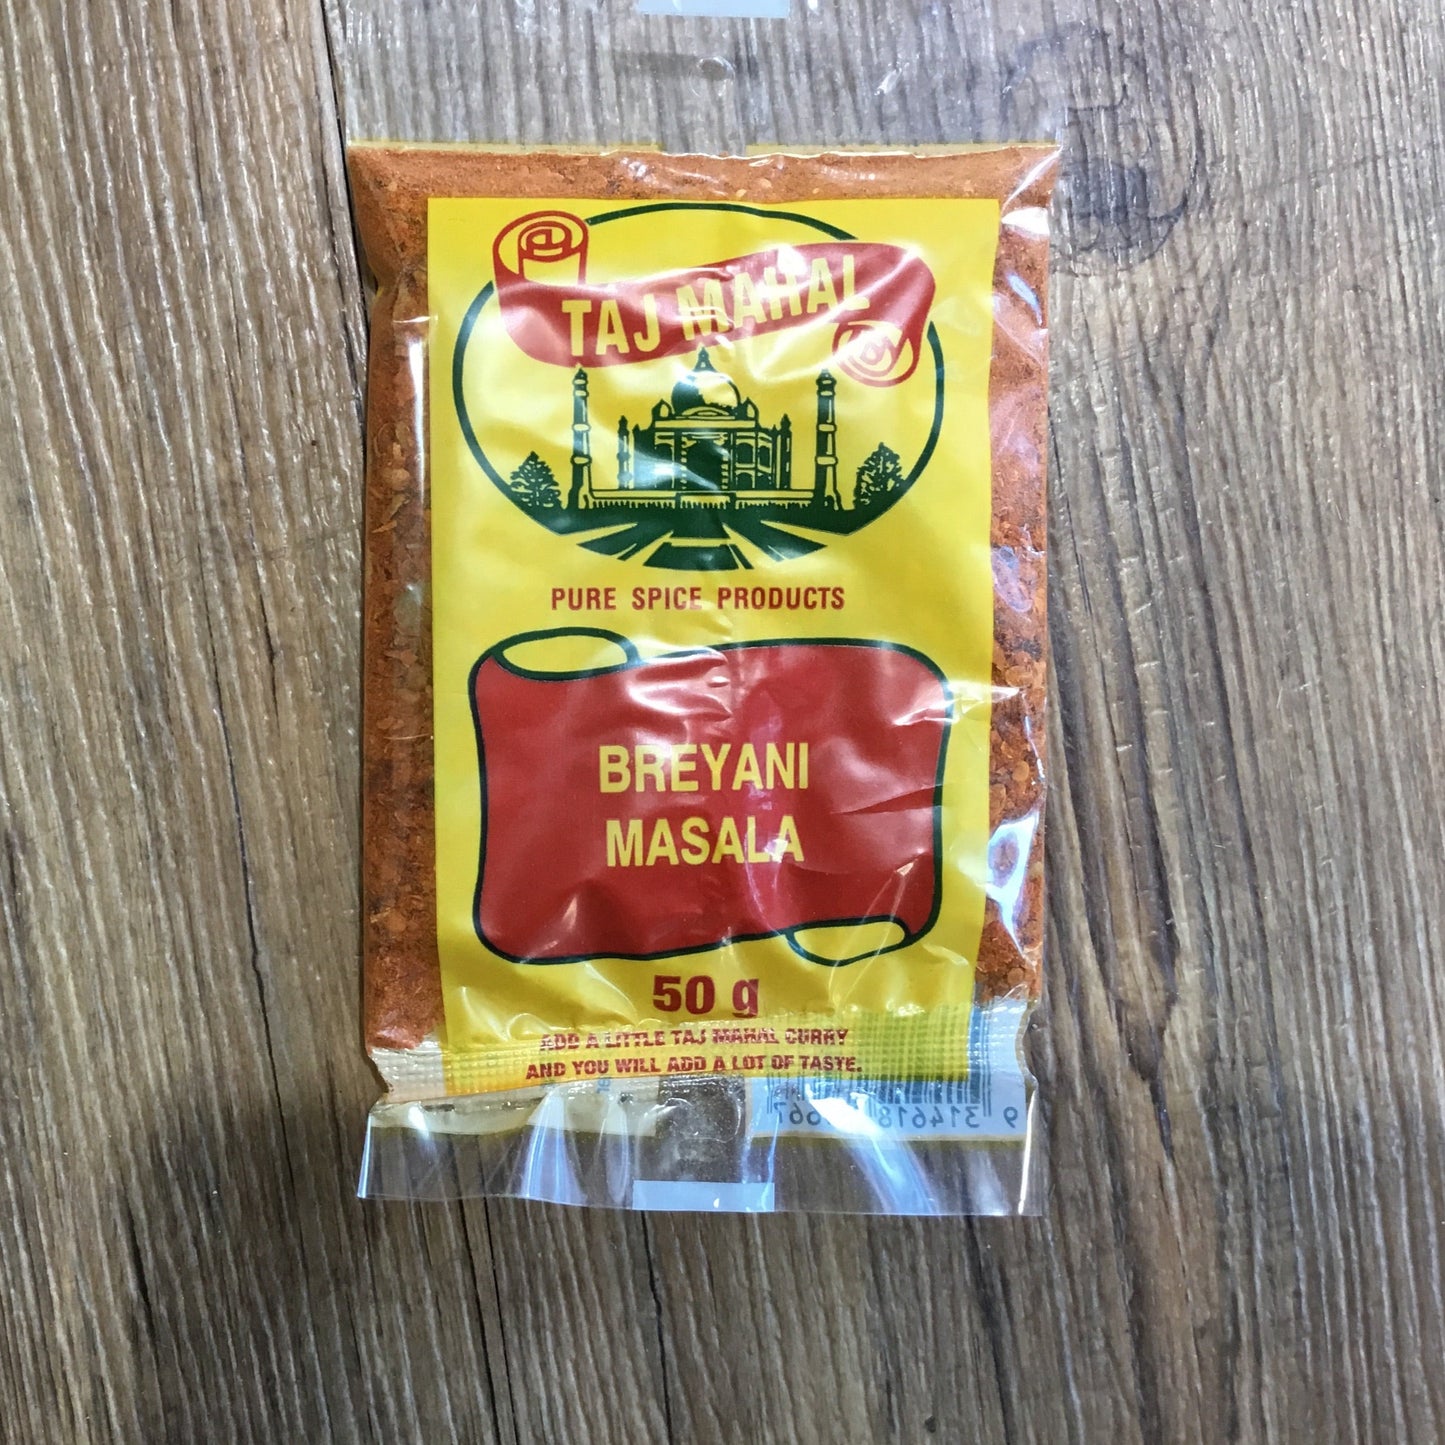 TAJ MAHAL
PURE SPICE PRODUCTS
BREYANI
MASALA
50 g
ADD A LITTLE TAJ MAHAL CURRY
AND YOU WILL ADD A LOT OF TASTE.